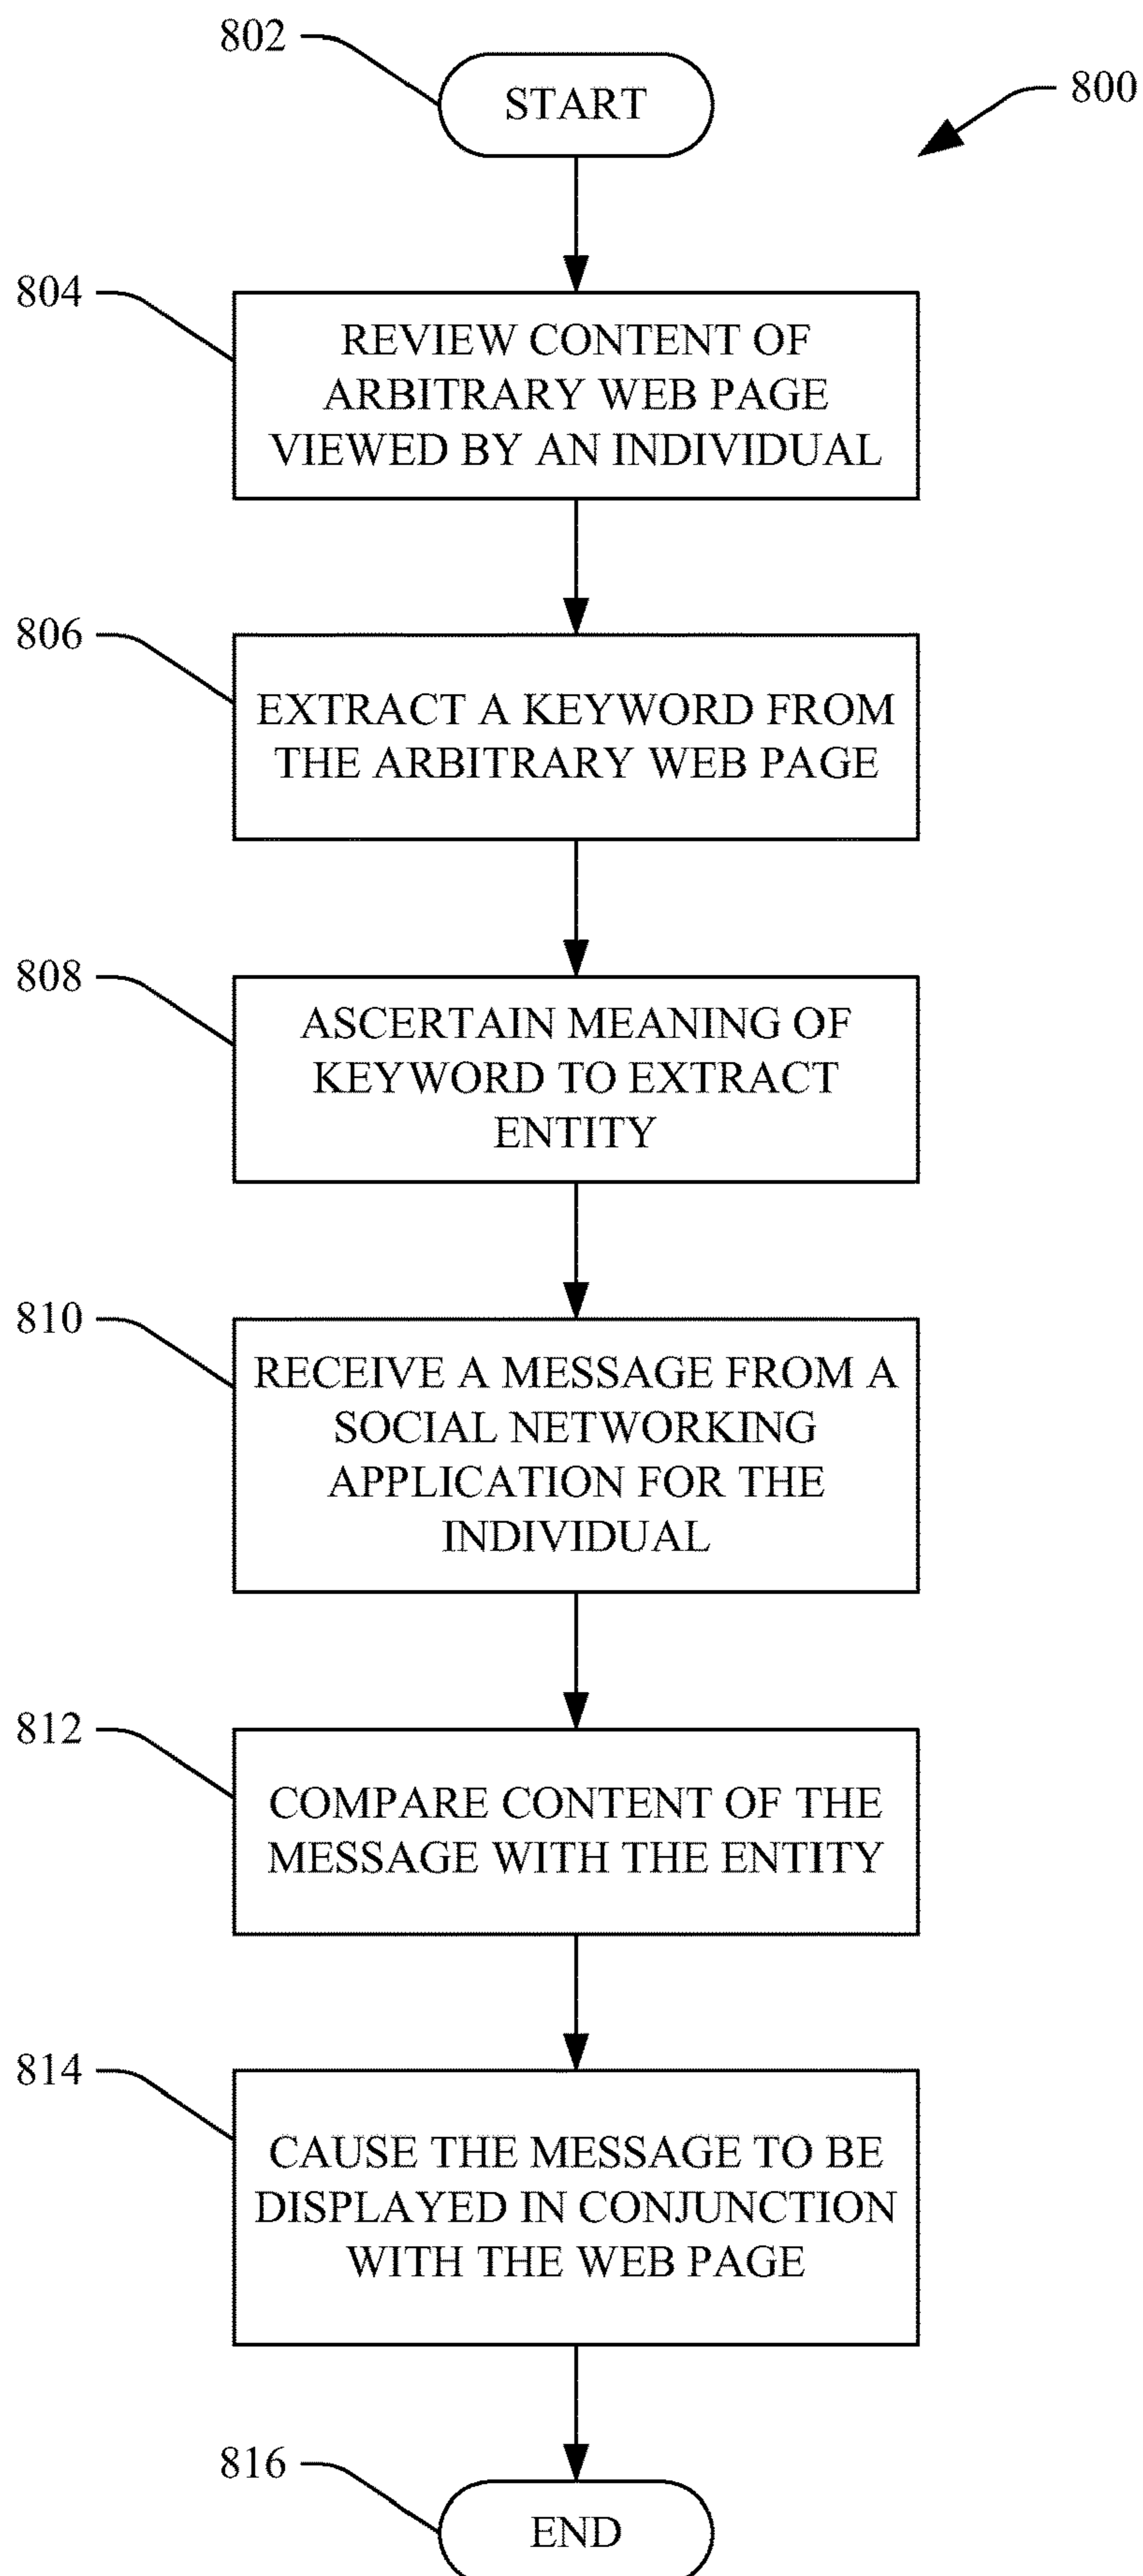 802
START
800
804
REVIEW CONTENT OF
ARBITRARY WEB PAGE
VIEWED BY AN INDIVIDUAL
806
EXTRACT A KEYWORD FROM
THE ARBITRARY WEB PAGE
808
ASCERTAIN MEANING OF
KEYWORD TO EXTRACT
ENTITY
810
RECEIVE A MESSAGE FROM A
SOCIAL NETWORKING
APPLICATION FOR THE
INDIVIDUAL
812
COMPARE CONTENT OF THE
MESSAGE WITH THE ENTITY
814
CAUSE THE MESSAGE TO BE
DISPLAYED IN CONJUNCTION
WITH THE WEB PAGE
816
END